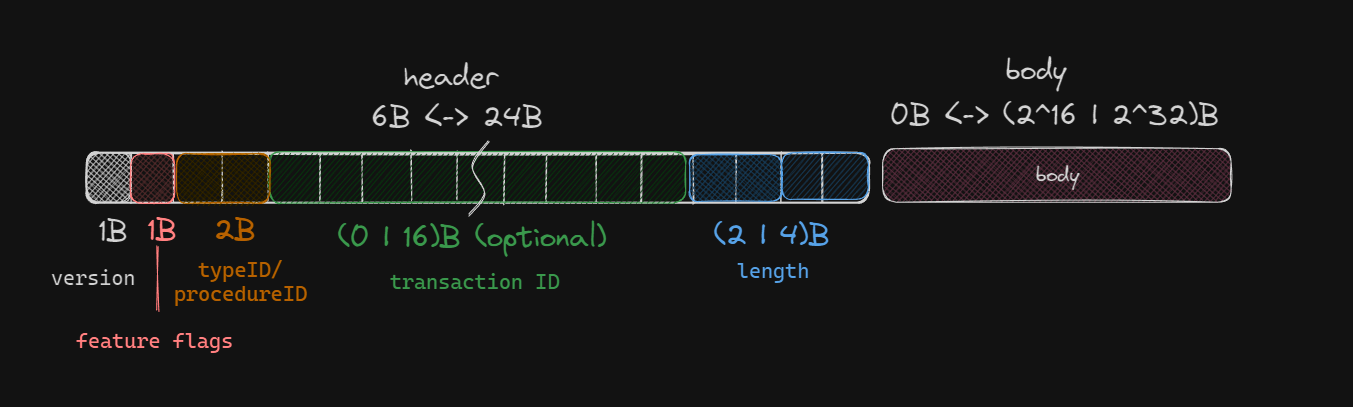 header
6B <-> 24B
body
0B <-> (2^16 | 2^32)B
body
1B
1B
2B
(0 | 16)B (optional)
(2 | 4)B
version
typeID/
procedureID
transaction ID
length
feature flags